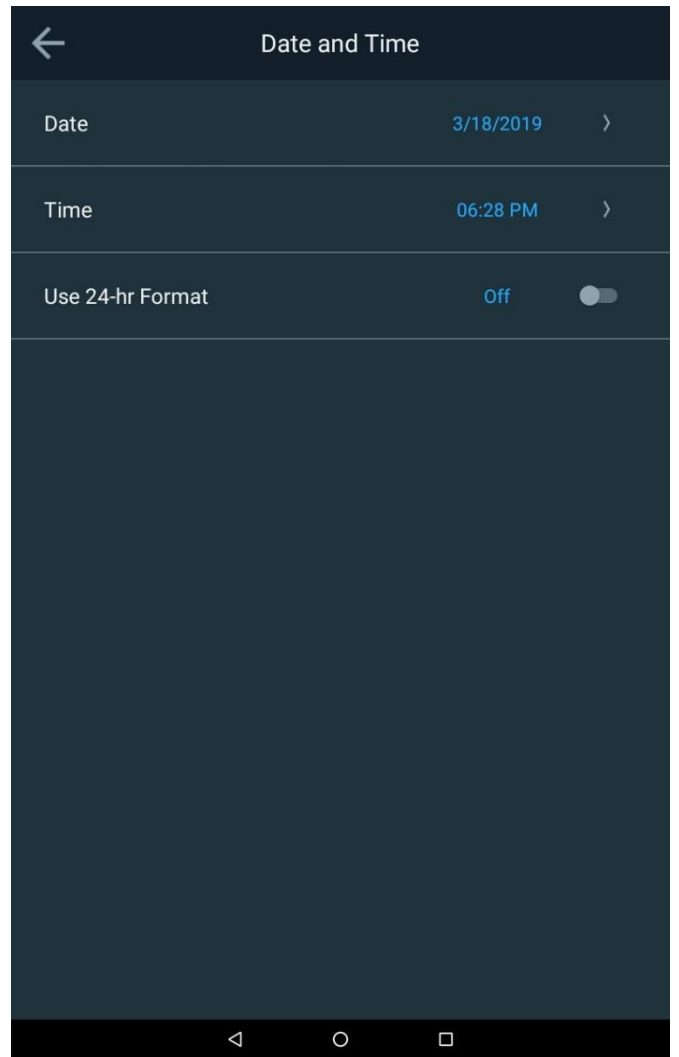 Date and Time
Date 3/18/2019
Time 06:28 PM
Use 24-hr Format Off